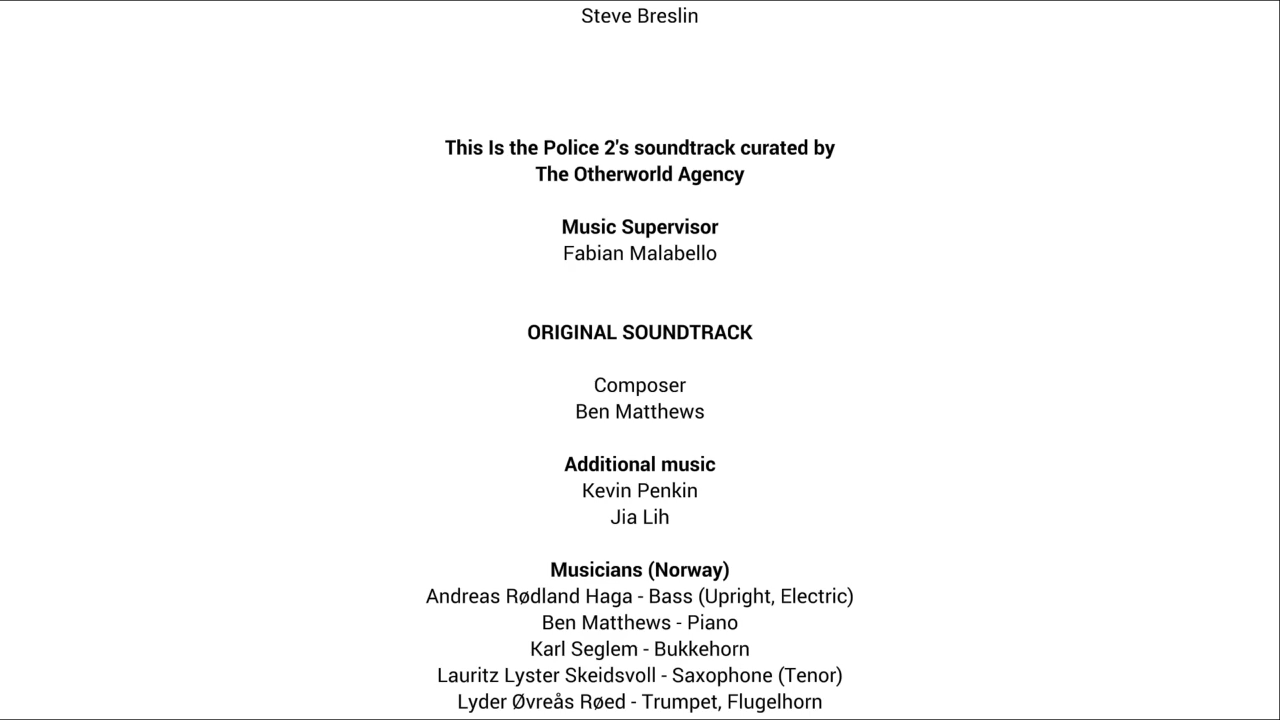 Steve Breslin
This Is the Police 2's soundtrack curated by
The Otherworld Agency
Music Supervisor
Fabian Malabello
ORIGINAL SOUNDTRACK
Composer
Ben Matthews
Additional music
Kevin Penkin
Jia Lih
Musicians (Norway)
Andreas Rødland Haga - Bass (Upright, Electric)
Ben Matthews - Piano
Karl Seglem - Bukkehorn
Lauritz Lyster Skeidsvoll - Saxophone (Tenor)
Lyder Øvreås Røed - Trumpet, Flugelhorn